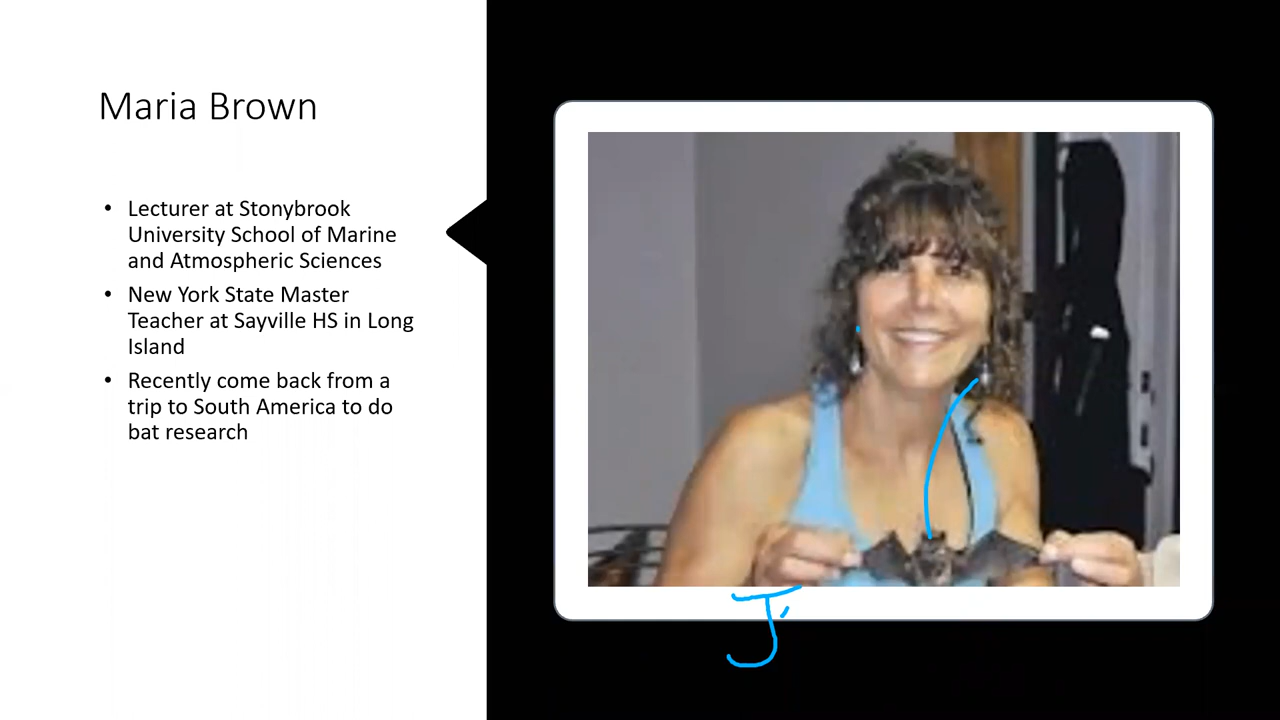 Maria Brown
• Lecturer at Stonybrook
University School of Marine
and Atmospheric Sciences
• New York State Master
Teacher at Sayville HS in Long
Island
• Recently come back from a
trip to South America to do
bat research